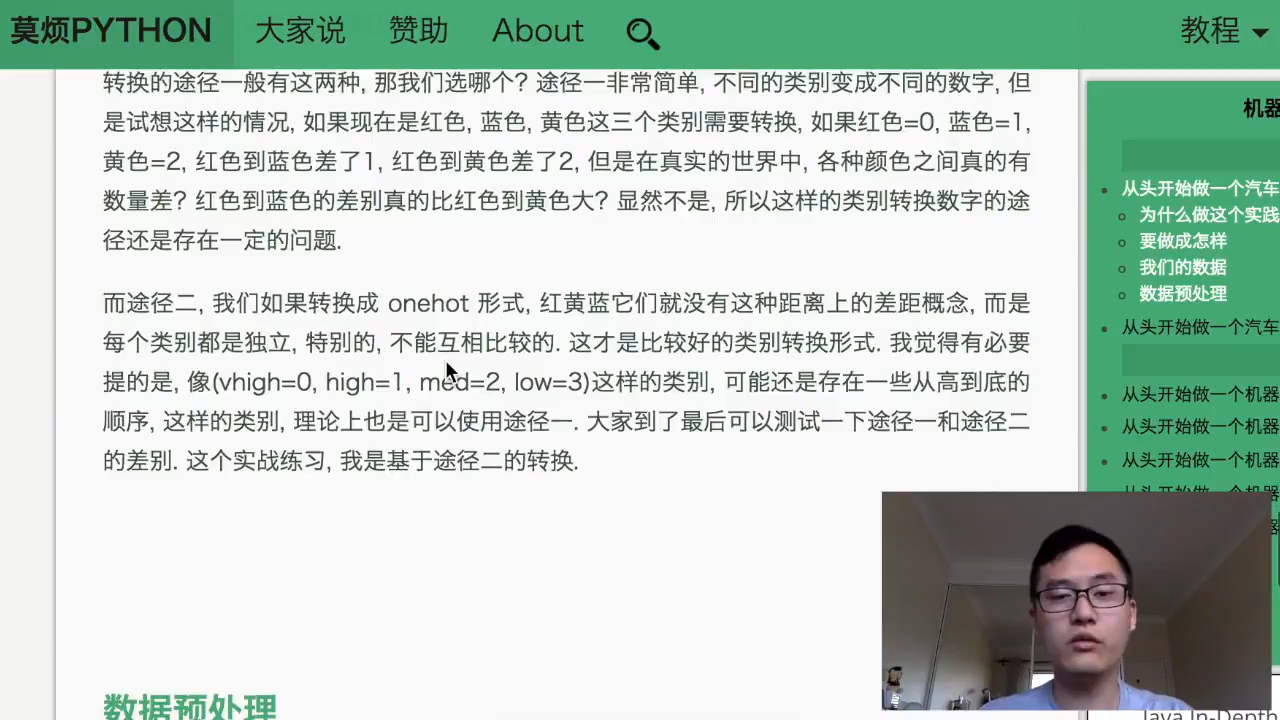 莫烦PYTHON 大家说 赞助 About 教程
转换的途径一般有这两种, 那我们选哪个? 途径一非常简单, 不同的类别变成不同的数字, 但
是试想这样的情况, 如果现在是红色, 蓝色, 黄色这三个类别需要转换, 如果红色=0, 蓝色=1,
黄色=2, 红色到蓝色差了1, 红色到黄色差了2, 但是在真实的世界中, 各种颜色之间真的有
数量差? 红色到蓝色的差别真的比红色到黄色大? 显然不是, 所以这样的类别转换数字的途
径还是存在一定的问题.
而途径二, 我们如果转换成 onehot 形式, 红黄蓝它们就没有这种距离上的差距概念, 而是
每个类别都是独立, 特别的, 不能互相比较的. 这才是比较好的类别转换形式. 我觉得有必要
提的是, 像(vhigh=0, high=1, med=2, low=3)这样的类别, 可能还是存在一些从高到底的
顺序, 这样的类别, 理论上也是可以使用途径一. 大家到了最后可以测试一下途径一和途径二
的差别. 这个实战练习, 我是基于途径二的转换.
数据预处理
机器
从头开始做一个汽车
为什么做这个实践
要做成怎样
我们的数据
数据预处理
从头开始做一个汽车
从头开始做一个机器
从头开始做一个机器
从头开始做一个机器
从头开始做一个机器
Java In-Depth